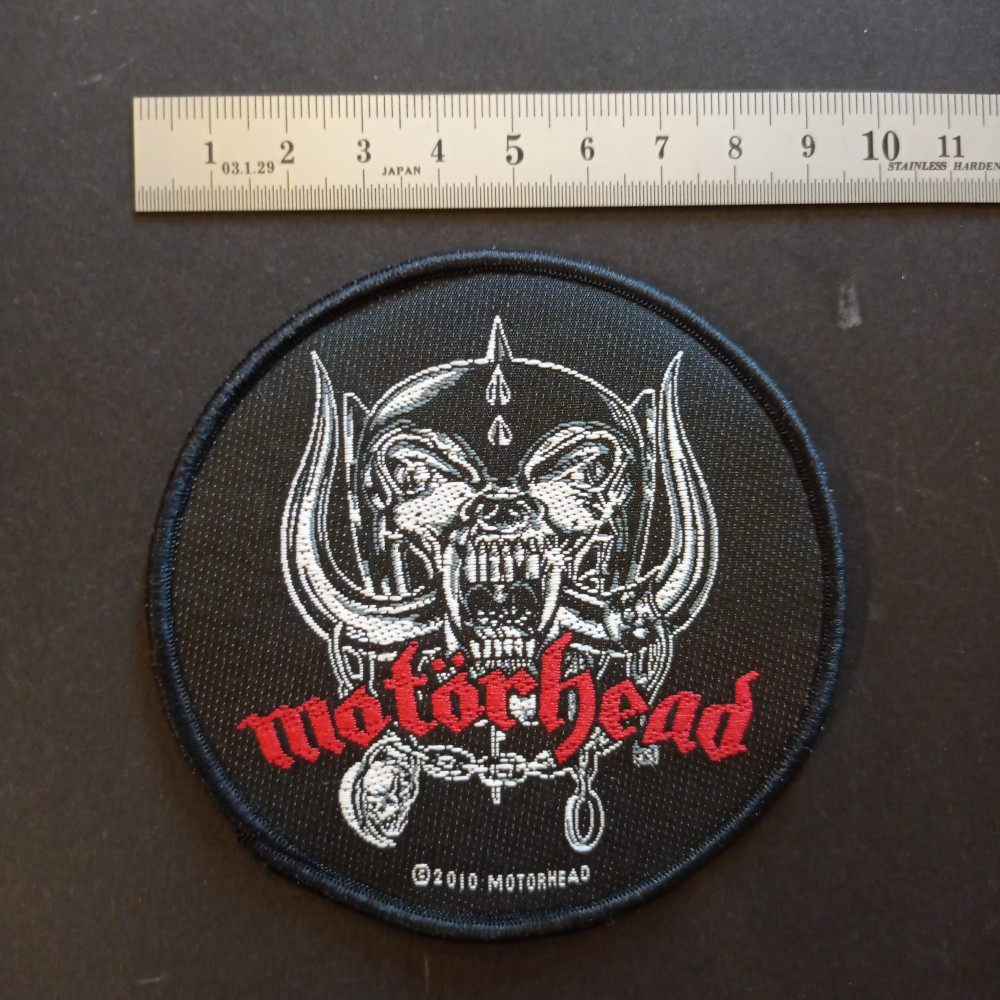 1 2 3 4 5 6 7 8 9 10 11
03.1.29 JAPAN STAINLESS HARDEN
motörhead
©2010 MOTORHEAD